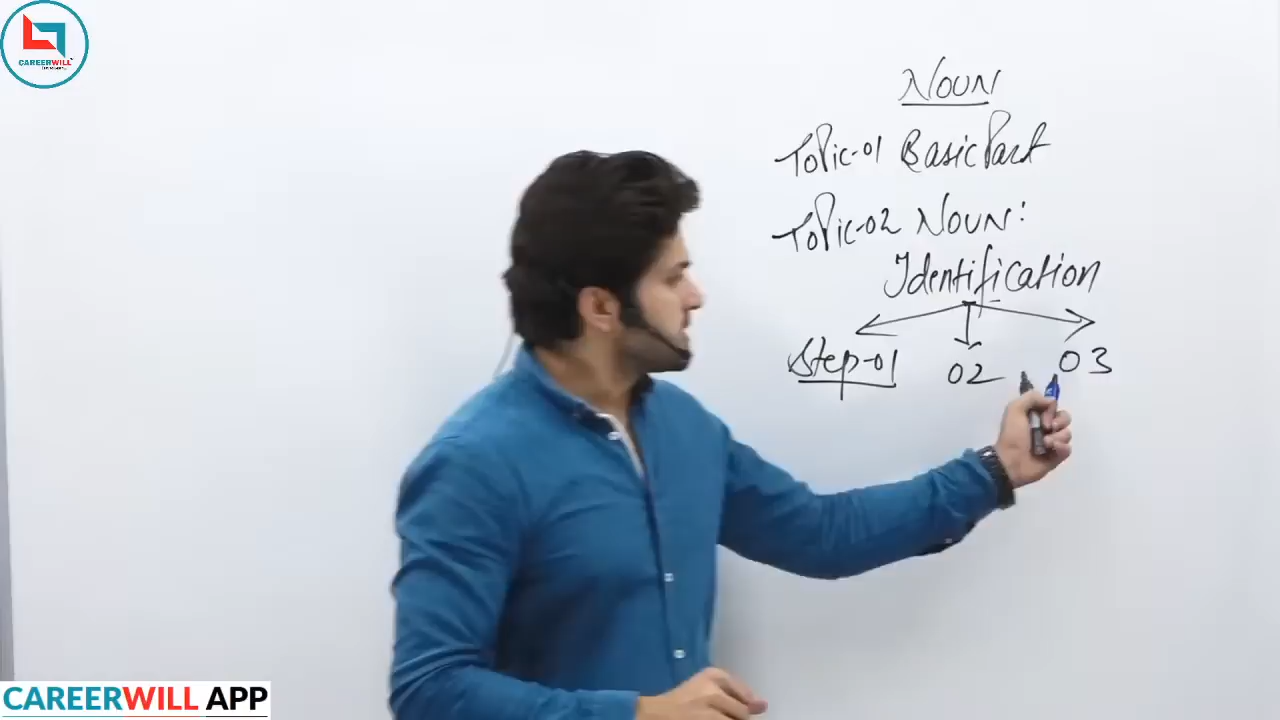 CAREERWILL
NOUN
Topic-01 Basic Part
Topic-02 NOUN:
Identification
Step-01 02 03
CAREERWILL APP